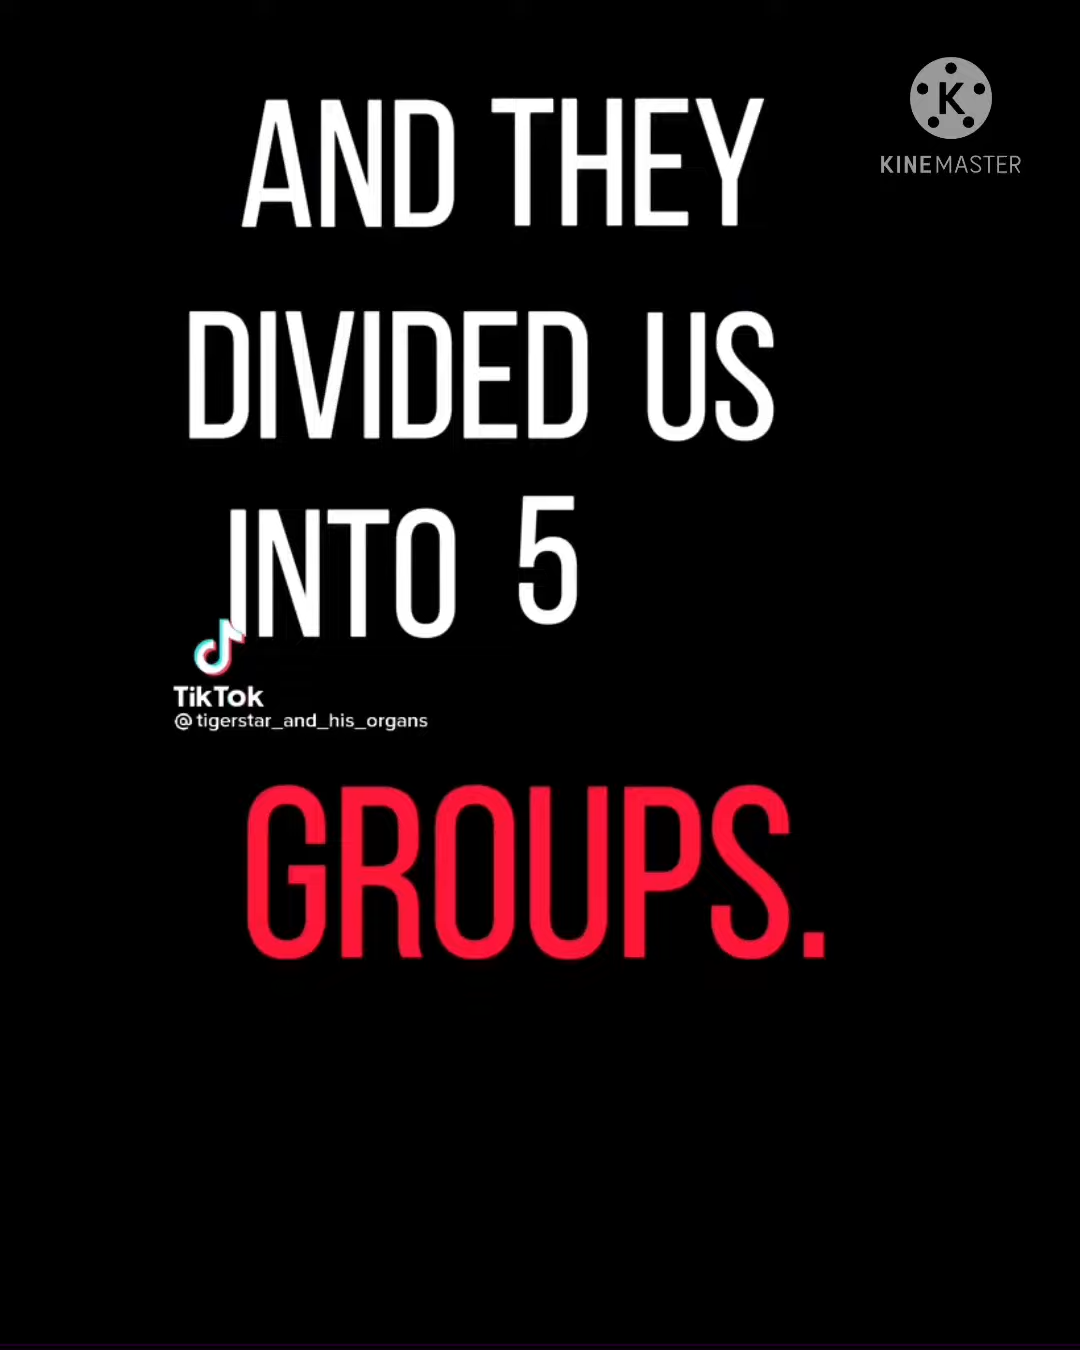 AND THEY
K
KINEMASTER
DIVIDED US
INTO 5
TikTok
@tigerstar_and_his_organs
GROUPS.